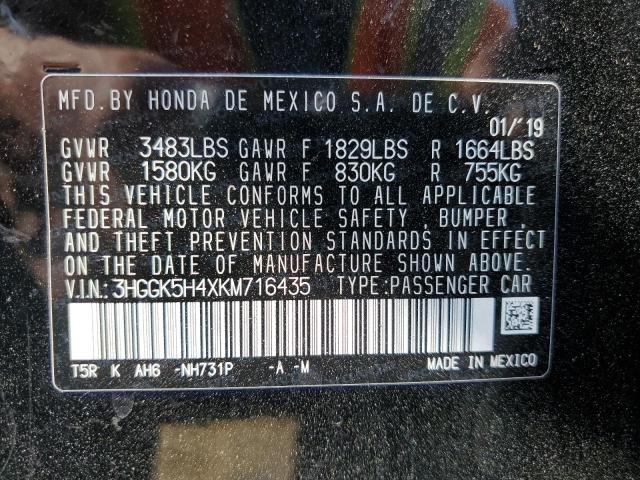 MFD.BY HONDA DE MEXICO S.A. DE C.V.
01/'19
GVWR 3483LBS GAWR F 1829LBS R 1664LBS
GVWR 1580KG GAWR F 830KG R 755KG
THIS VEHICLE CONFORMS TO ALL APPLICABLE
FEDERAL MOTOR VEHICLE SAFETY , BUMPER ,
AND THEFT PREVENTION STANDARDS IN EFFECT
ON THE DATE OF MANUFACTURE SHOWN ABOVE.
V.I.N.:3HGGK5H4XKM716435 TYPE:PASSENGER CAR
T5R K AH6 -NH731P -A -M MADE IN MEXICO